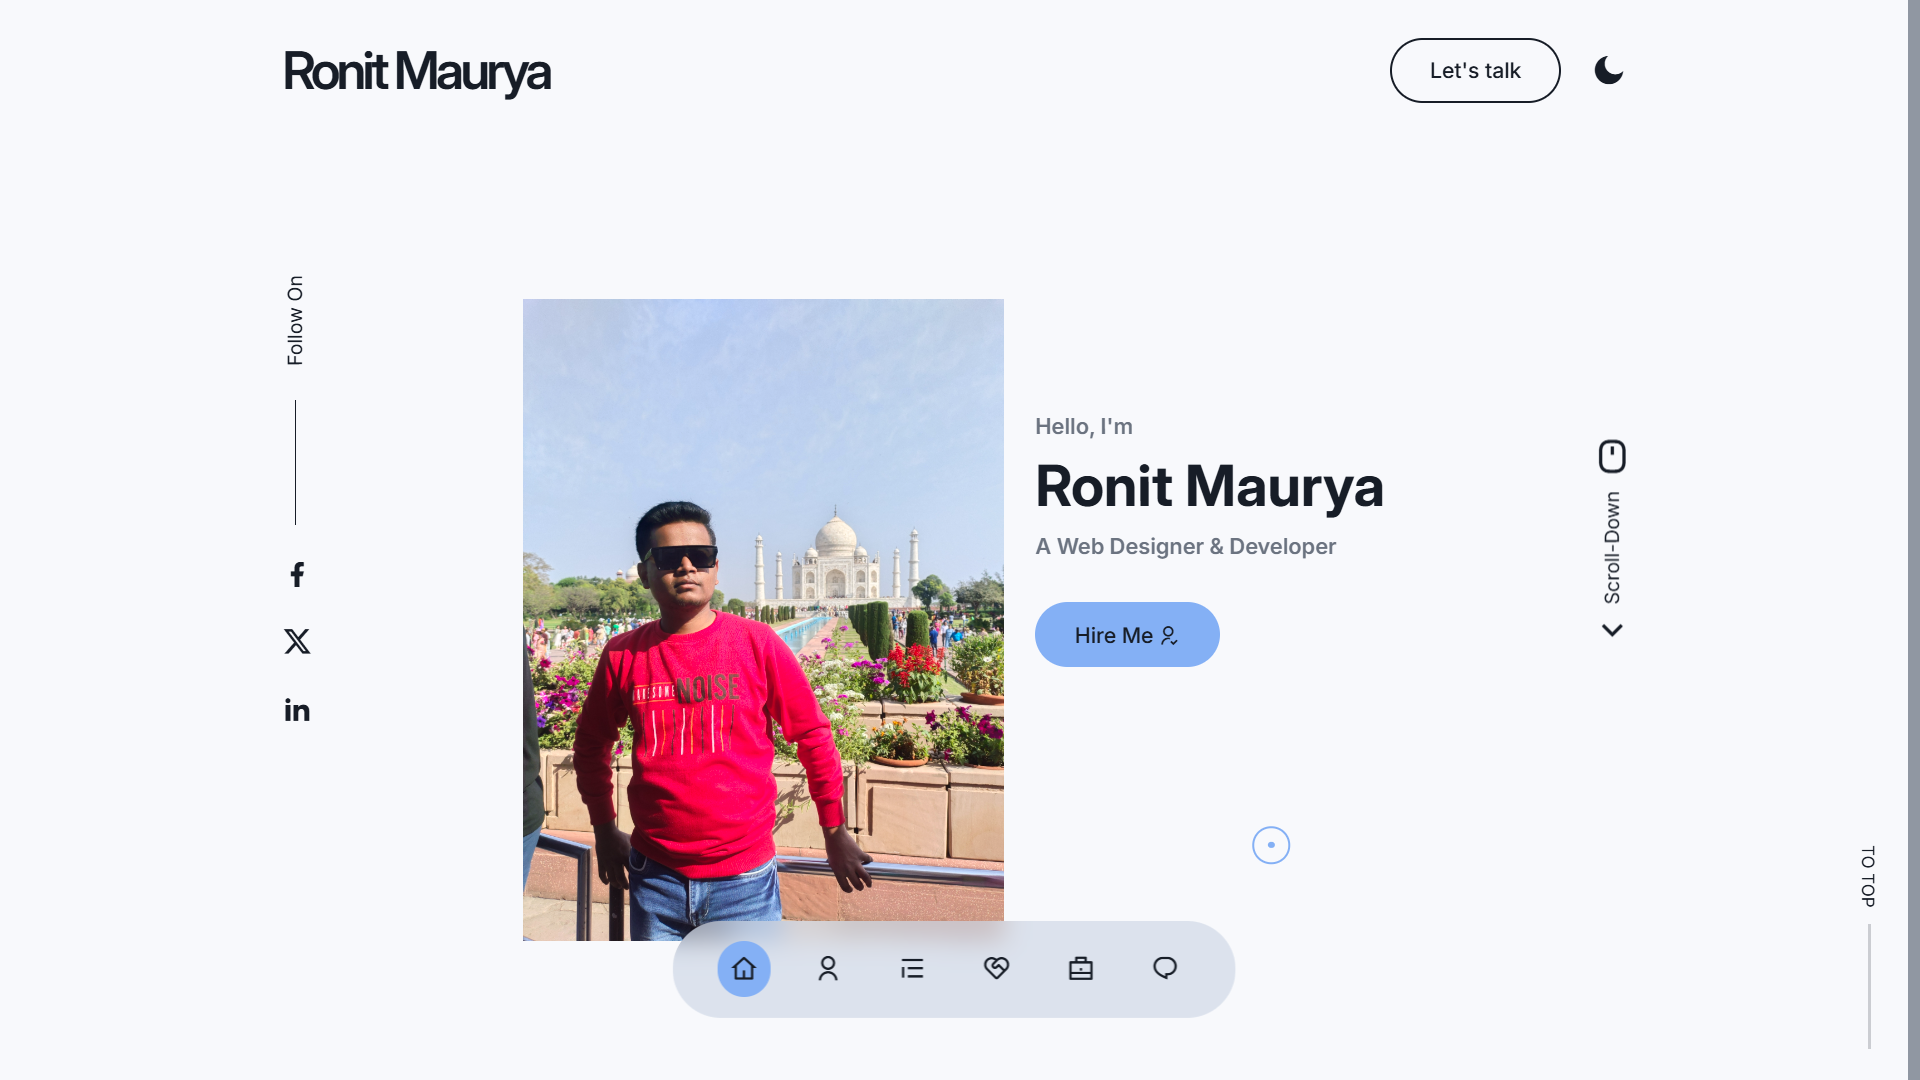 Ronit Maurya
Let's talk
Follow On
Hello, I'm
Ronit Maurya
A Web Designer & Developer
Hire Me
Scroll-Down
AWESOME NOISE
TO TOP